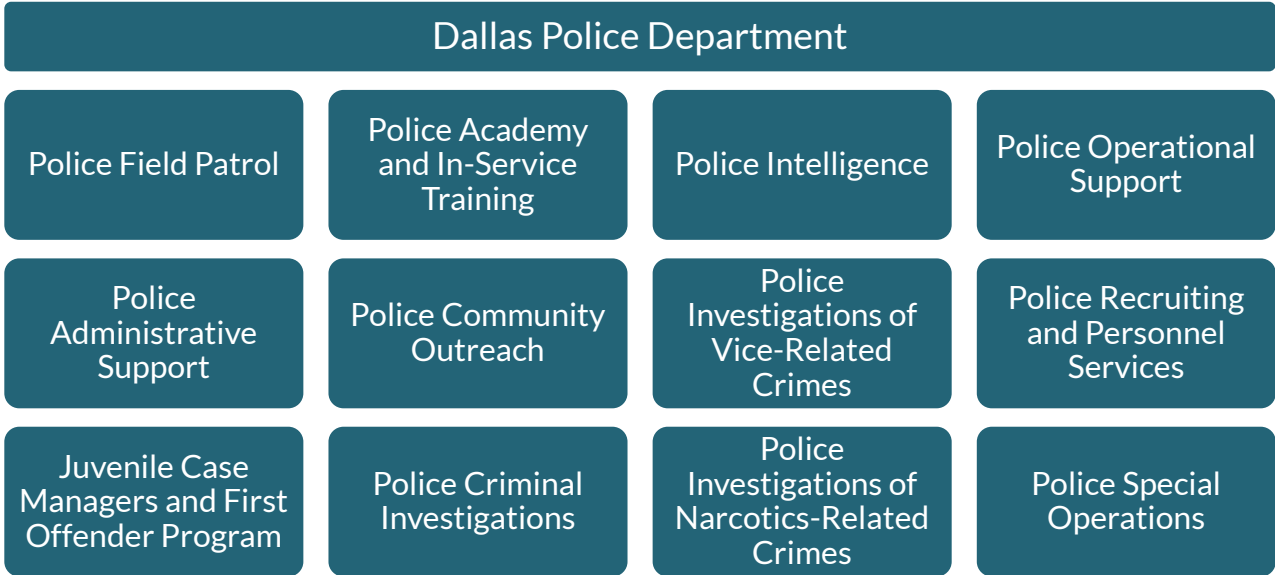 Dallas Police Department
Police Field Patrol
Police Academy
and In-Service
Training
Police Intelligence
Police Operational
Support
Police
Administrative
Support
Police Community
Outreach
Police
Investigations of
Vice-Related
Crimes
Police Recruiting
and Personnel
Services
Juvenile Case
Managers and First
Offender Program
Police Criminal
Investigations
Police
Investigations of
Narcotics-Related
Crimes
Police Special
Operations